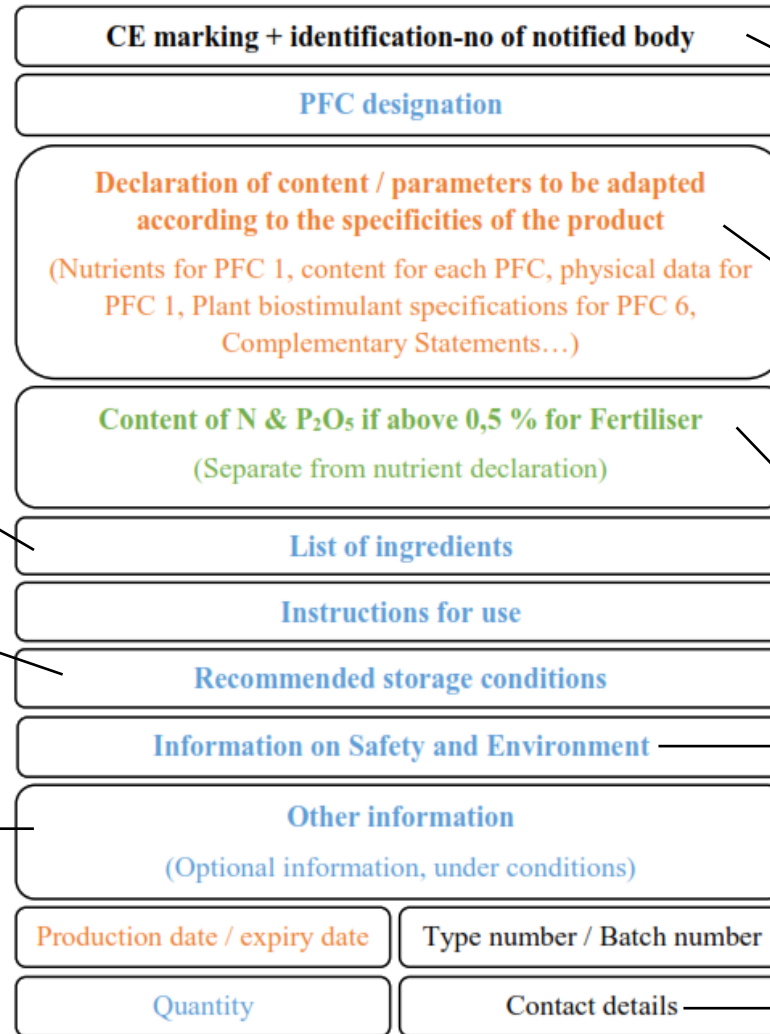 CE marking + identification-no of notified body
PFC designation
Declaration of content / parameters to be adapted
according to the specificities of the product
(Nutrients for PFC 1, content for each PFC, physical data for
PFC 1, Plant biostimulant specifications for PFC 6,
Complementary Statements…)
Content of N & P₂O₅ if above 0,5 % for Fertiliser
(Separate from nutrient declaration)
List of ingredients
Instructions for use
Recommended storage conditions
Information on Safety and Environment
Other information
(Optional information, under conditions)
Production date / expiry date
Type number / Batch number
Quantity
Contact details